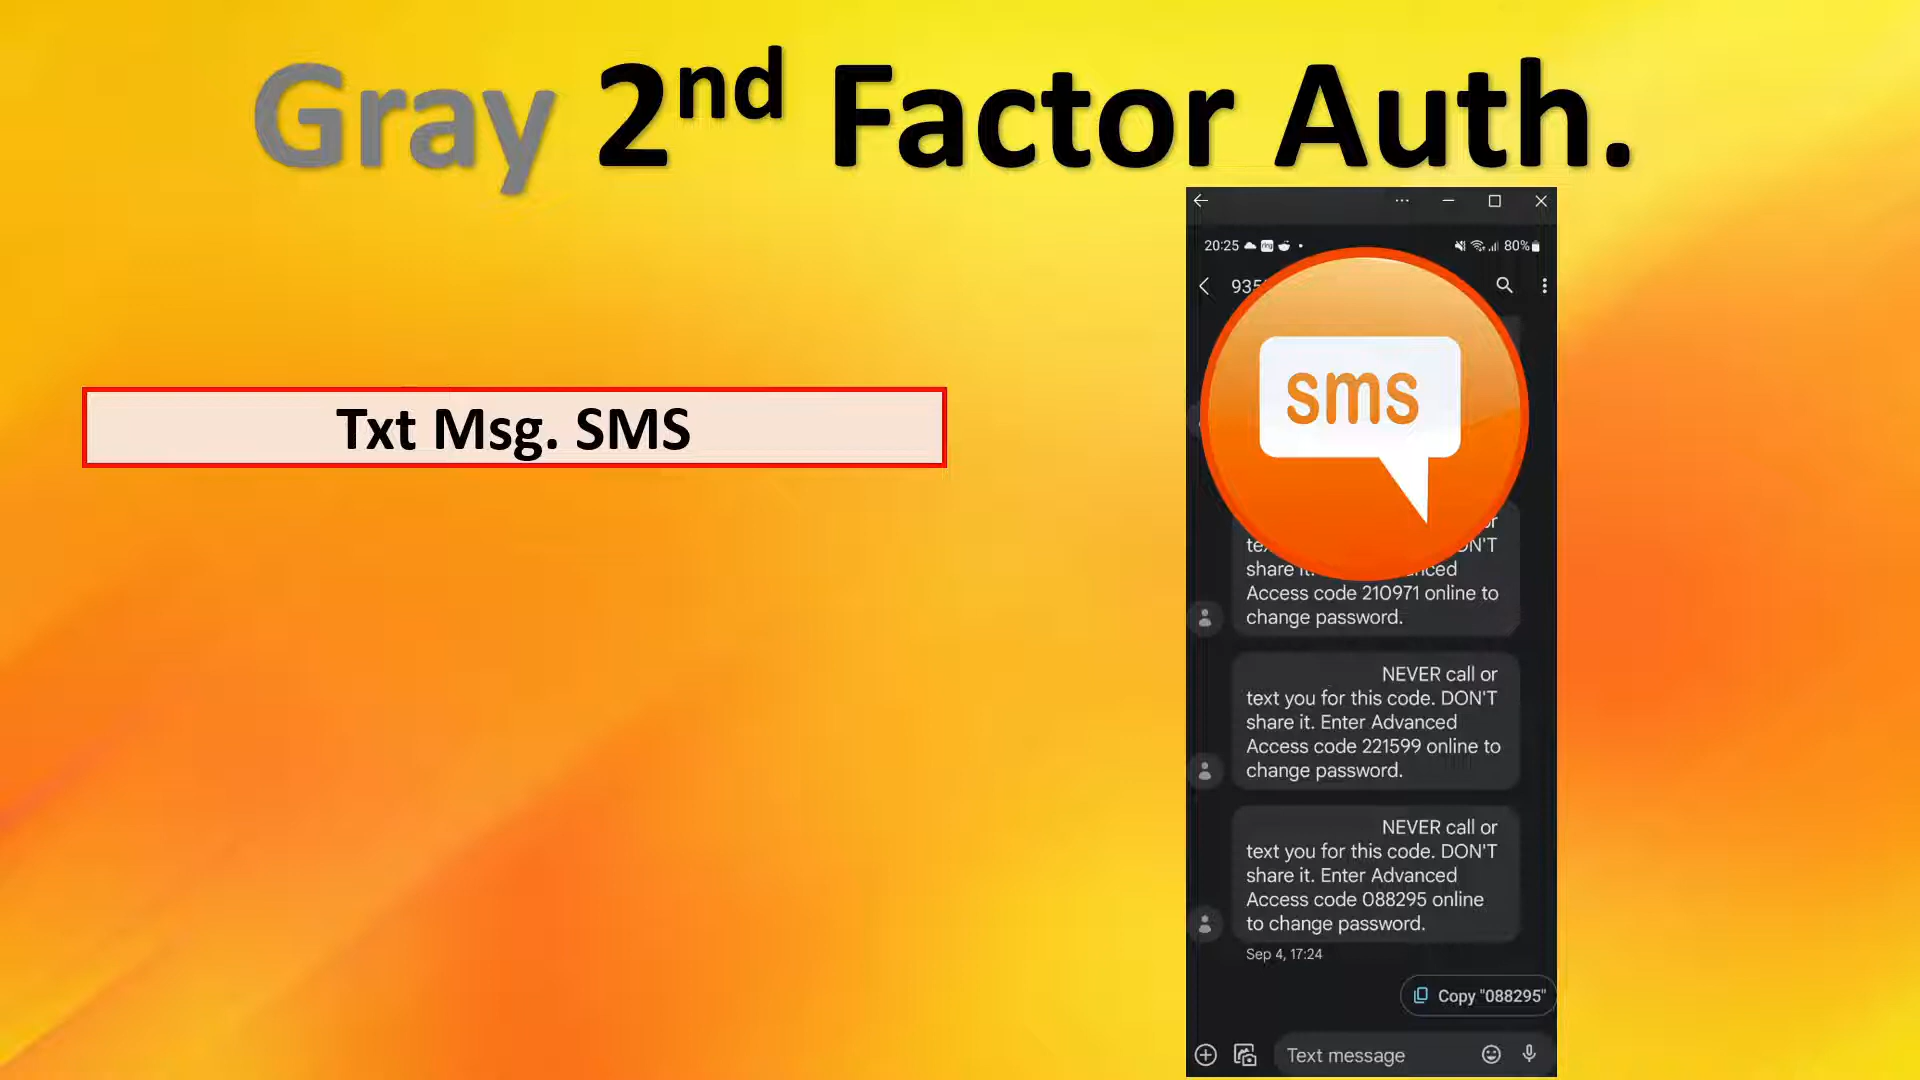 Gray 2nd Factor Auth.
Txt Msg. SMS
20:25
80%
sms
share
Access code 210971 online to
change password.
NEVER call or
text you for this code. DON'T
share it. Enter Advanced
Access code 221599 online to
change password.
NEVER call or
text you for this code. DON'T
share it. Enter Advanced
Access code 088295 online
to change password.
Sep 4, 17:24
Copy "088295"
Text message